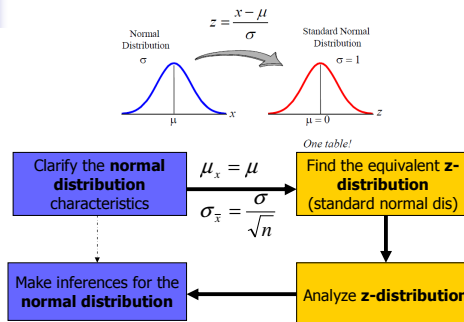 Normal
Distribution
σ
z = (x − μ) / σ
Standard Normal
Distribution
σ = 1
x
μ
z
μ = 0
One table!
Clarify the normal
distribution
characteristics
μₓ = μ
σx̄ = σ / √n
Find the equivalent z-
distribution
(standard normal dis)
Make inferences for the
normal distribution
Analyze z-distribution